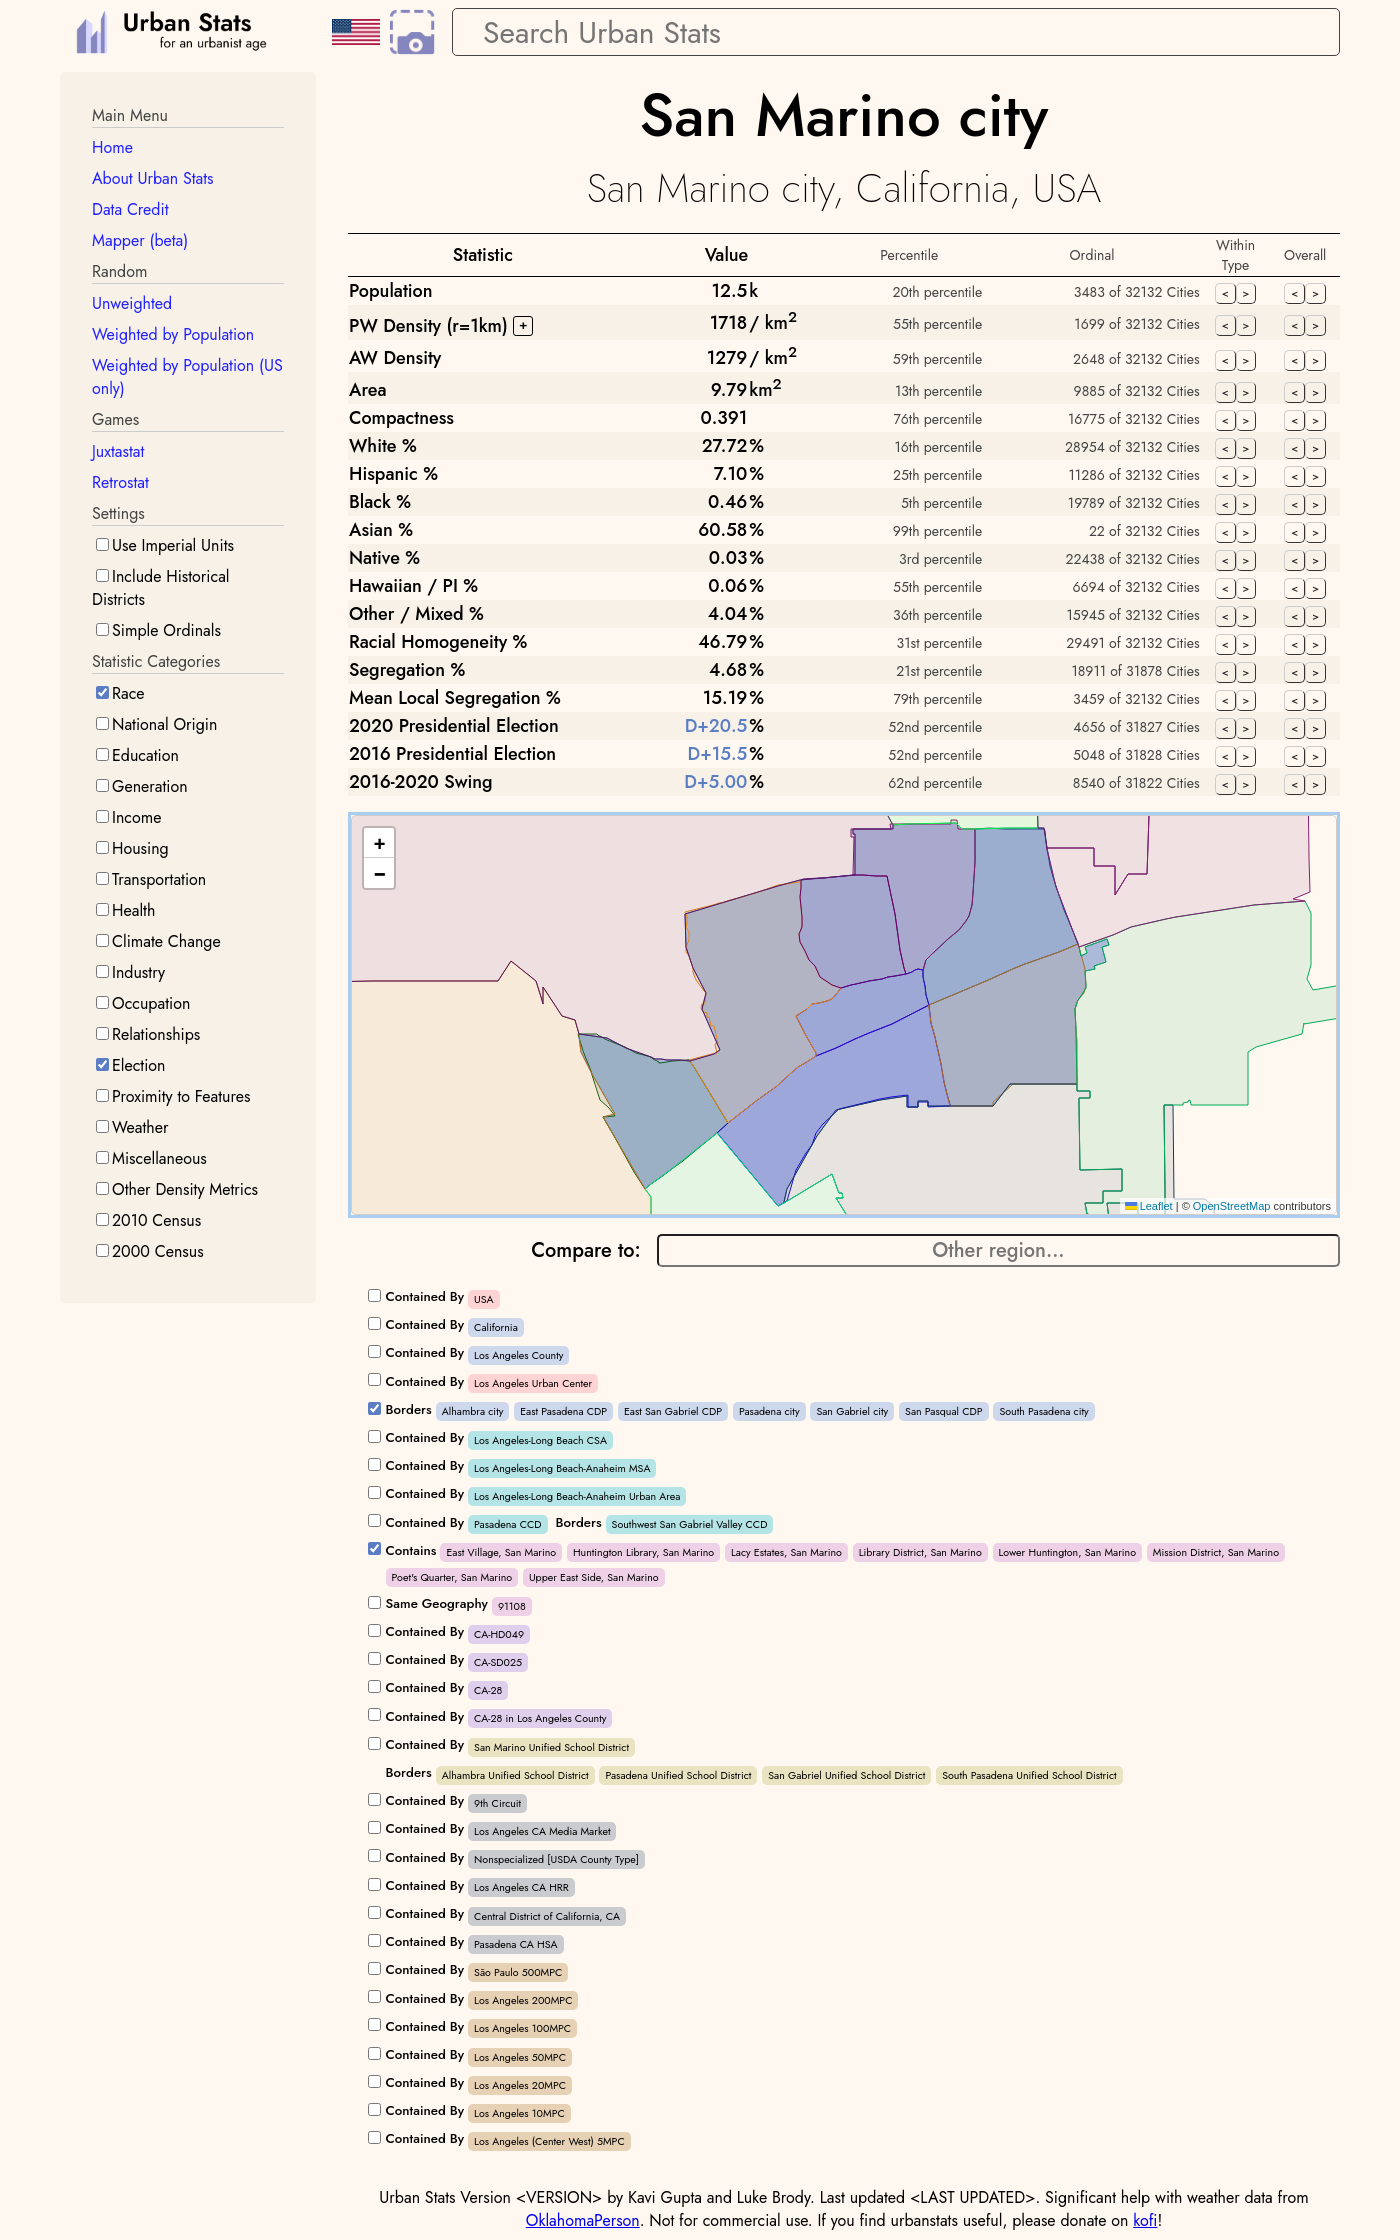 Urban Stats
for an urbanist age
Search Urban Stats
Main Menu
Home
About Urban Stats
Data Credit
Mapper (beta)
Random
Unweighted
Weighted by Population
Weighted by Population (US
only)
Games
Juxtastat
Retrostat
Settings
Use Imperial Units
Include Historical
Districts
Simple Ordinals
Statistic Categories
Race
National Origin
Education
Generation
Income
Housing
Transportation
Health
Climate Change
Industry
Occupation
Relationships
Election
Proximity to Features
Weather
Miscellaneous
Other Density Metrics
2010 Census
2000 Census
San Marino city
San Marino city, California, USA
Statistic Value Percentile Ordinal Within Type Overall
Population 12.5k 20th percentile 3483 of 32132 Cities < > < >
PW Density (r=1km) + 1718/ km2 55th percentile 1699 of 32132 Cities < > < >
AW Density 1279/ km2 59th percentile 2648 of 32132 Cities < > < >
Area 9.79km2 13th percentile 9885 of 32132 Cities < > < >
Compactness 0.391 76th percentile 16775 of 32132 Cities < > < >
White % 27.72% 16th percentile 28954 of 32132 Cities < > < >
Hispanic % 7.10% 25th percentile 11286 of 32132 Cities < > < >
Black % 0.46% 5th percentile 19789 of 32132 Cities < > < >
Asian % 60.58% 99th percentile 22 of 32132 Cities < > < >
Native % 0.03% 3rd percentile 22438 of 32132 Cities < > < >
Hawaiian / PI % 0.06% 55th percentile 6694 of 32132 Cities < > < >
Other / Mixed % 4.04% 36th percentile 15945 of 32132 Cities < > < >
Racial Homogeneity % 46.79% 31st percentile 29491 of 32132 Cities < > < >
Segregation % 4.68% 21st percentile 18911 of 31878 Cities < > < >
Mean Local Segregation % 15.19% 79th percentile 3459 of 32132 Cities < > < >
2020 Presidential Election D+20.5% 52nd percentile 4656 of 31827 Cities < > < >
2016 Presidential Election D+15.5% 52nd percentile 5048 of 31828 Cities < > < >
2016-2020 Swing D+5.00% 62nd percentile 8540 of 31822 Cities < > < >
+
−
Leaflet | © OpenStreetMap contributors
Compare to: Other region...
Contained By USA
Contained By California
Contained By Los Angeles County
Contained By Los Angeles Urban Center
Borders Alhambra city East Pasadena CDP East San Gabriel CDP Pasadena city San Gabriel city San Pasqual CDP South Pasadena city
Contained By Los Angeles-Long Beach CSA
Contained By Los Angeles-Long Beach-Anaheim MSA
Contained By Los Angeles-Long Beach-Anaheim Urban Area
Contained By Pasadena CCD Borders Southwest San Gabriel Valley CCD
Contains East Village, San Marino Huntington Library, San Marino Lacy Estates, San Marino Library District, San Marino Lower Huntington, San Marino Mission District, San Marino
Poet's Quarter, San Marino Upper East Side, San Marino
Same Geography 91108
Contained By CA-HD049
Contained By CA-SD025
Contained By CA-28
Contained By CA-28 in Los Angeles County
Contained By San Marino Unified School District
Borders Alhambra Unified School District Pasadena Unified School District San Gabriel Unified School District South Pasadena Unified School District
Contained By 9th Circuit
Contained By Los Angeles CA Media Market
Contained By Nonspecialized [USDA County Type]
Contained By Los Angeles CA HRR
Contained By Central District of California, CA
Contained By Pasadena CA HSA
Contained By São Paulo 500MPC
Contained By Los Angeles 200MPC
Contained By Los Angeles 100MPC
Contained By Los Angeles 50MPC
Contained By Los Angeles 20MPC
Contained By Los Angeles 10MPC
Contained By Los Angeles (Center West) 5MPC
Urban Stats Version <VERSION> by Kavi Gupta and Luke Brody. Last updated <LAST UPDATED>. Significant help with weather data from
OklahomaPerson. Not for commercial use. If you find urbanstats useful, please donate on kofi!